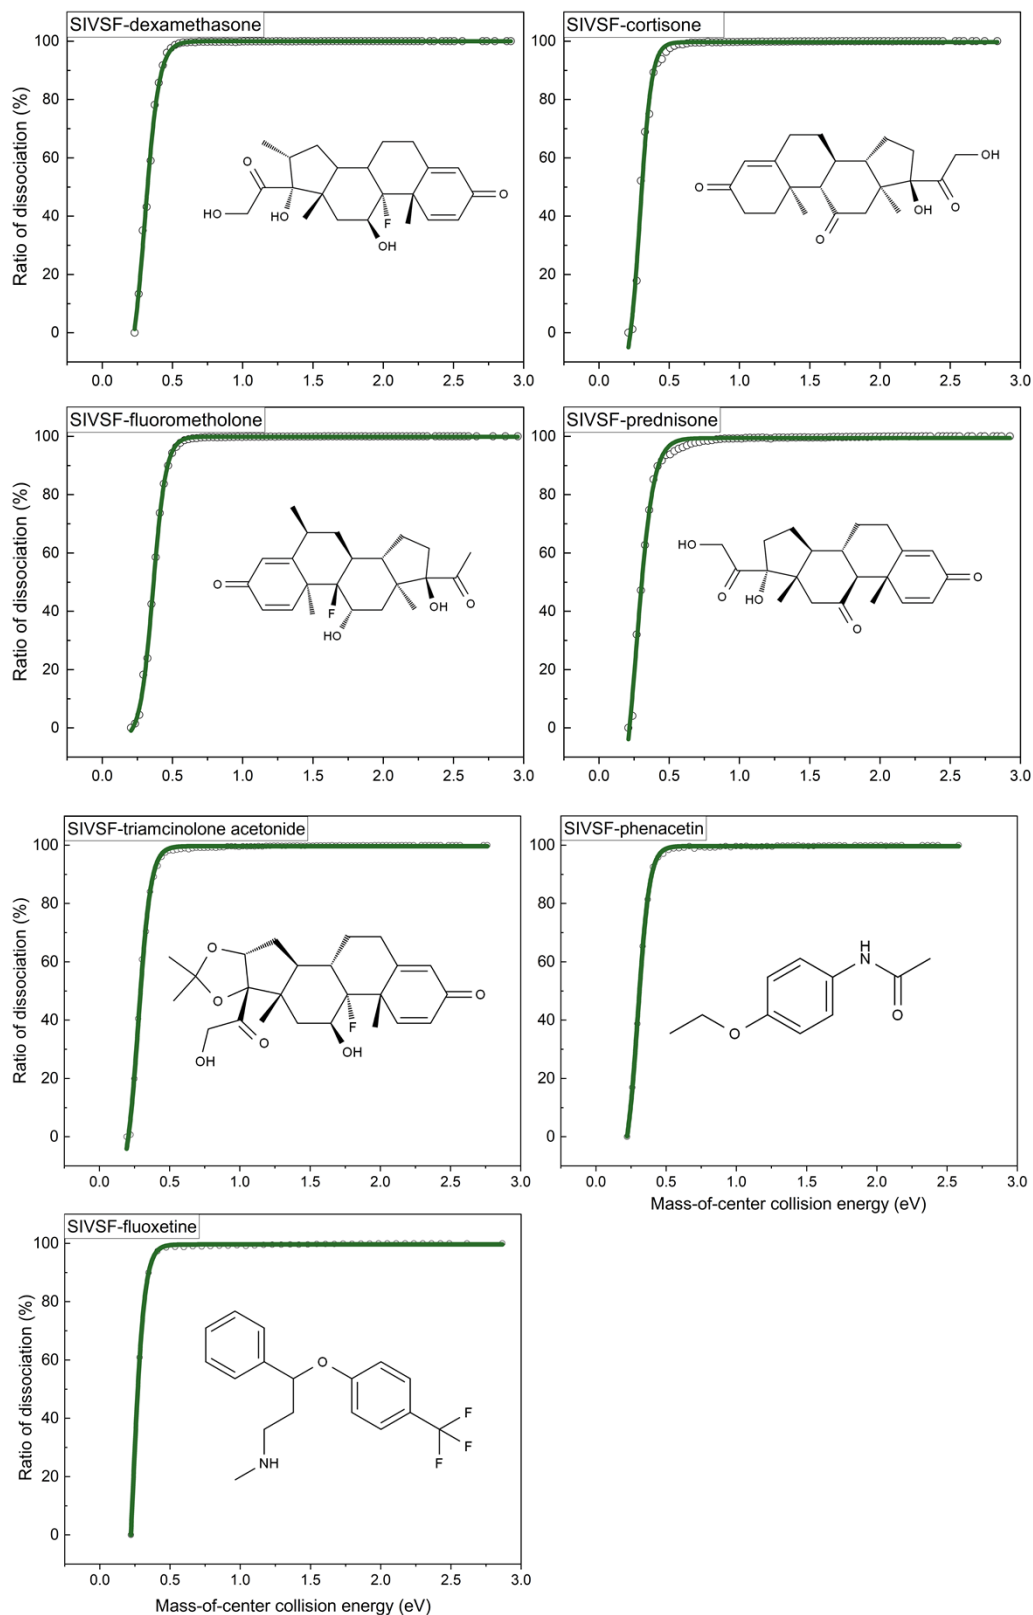 SIVSF-dexamethasone
Ratio of dissociation (%)
100
80
60
40
20
0
0.0 0.5 1.0 1.5 2.0 2.5 3.0
O
HO
OH
F
OH
O
SIVSF-cortisone
100
80
60
40
20
0
0.0 0.5 1.0 1.5 2.0 2.5 3.0
O
O
OH
O
OH
SIVSF-fluorometholone
Ratio of dissociation (%)
100
80
60
40
20
0
0.0 0.5 1.0 1.5 2.0 2.5 3.0
O
F
HO
OH
O
SIVSF-prednisone
100
80
60
40
20
0
0.0 0.5 1.0 1.5 2.0 2.5 3.0
HO
O
HO
O
O
SIVSF-triamcinolone acetonide
Ratio of dissociation (%)
100
80
60
40
20
0
0.0 0.5 1.0 1.5 2.0 2.5 3.0
O
O
OH
O
F
OH
O
SIVSF-phenacetin
100
80
60
40
20
0
0.0 0.5 1.0 1.5 2.0 2.5 3.0
Mass-of-center collision energy (eV)
H
N
O
O
SIVSF-fluoxetine
Ratio of dissociation (%)
100
80
60
40
20
0
0.0 0.5 1.0 1.5 2.0 2.5 3.0
Mass-of-center collision energy (eV)
O
NH
F
F
F